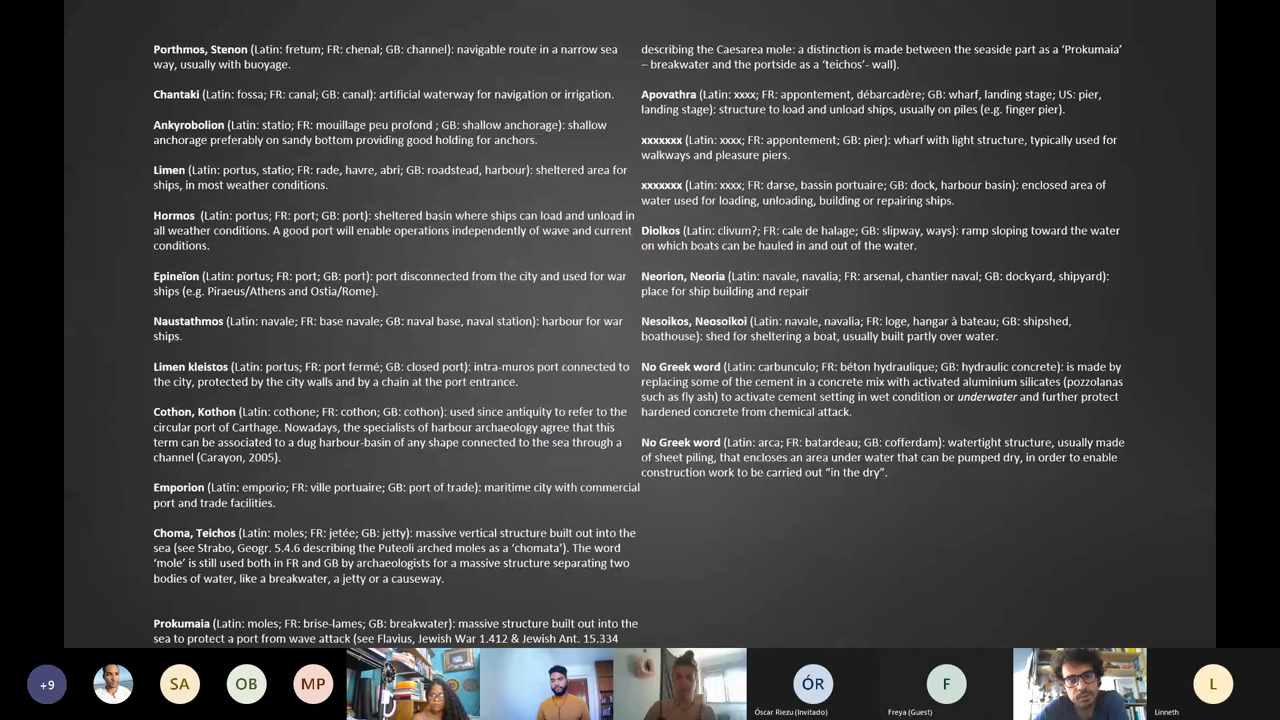 Porthmos, Stenon (Latin: fretum; FR: chenal; GB: channel): navigable route in a narrow sea
way, usually with buoyage.
Chantaki (Latin: fossa; FR: canal; GB: canal): artificial waterway for navigation or irrigation.
Ankyrobolion (Latin: statio; FR: mouillage peu profond ; GB: shallow anchorage): shallow
anchorage preferably on sandy bottom providing good holding for anchors.
Limen (Latin: portus, statio; FR: rade, havre, abri; GB: roadstead, harbour): sheltered area for
ships, in most weather conditions.
Hormos (Latin: portus; FR: port; GB: port): sheltered basin where ships can load and unload in
all weather conditions. A good port will enable operations independently of wave and current
conditions.
Epineïon (Latin: portus; FR: port; GB: port): port disconnected from the city and used for war
ships (e.g. Piraeus/Athens and Ostia/Rome).
Naustathmos (Latin: navale; FR: base navale; GB: naval base, naval station): harbour for war
ships.
Limen kleistos (Latin: portus; FR: port fermé; GB: closed port): intra-muros port connected to
the city, protected by the city walls and by a chain at the port entrance.
Cothon, Kothon (Latin: cothone; FR: cothon; GB: cothon): used since antiquity to refer to the
circular port of Carthage. Nowadays, the specialists of harbour archaeology agree that this
term can be associated to a dug harbour-basin of any shape connected to the sea through a
channel (Carayon, 2005).
Emporion (Latin: emporio; FR: ville portuaire; GB: port of trade): maritime city with commercial
port and trade facilities.
Choma, Teichos (Latin: moles; FR: jetée; GB: jetty): massive vertical structure built out into the
sea (see Strabo, Geogr. 5.4.6 describing the Puteoli arched moles as a ‘chomata’). The word
‘mole’ is still used both in FR and GB by archaeologists for a massive structure separating two
bodies of water, like a breakwater, a jetty or a causeway.
Prokumaia (Latin: moles; FR: brise-lames; GB: breakwater): massive structure built out into the
sea to protect a port from wave attack (see Flavius, Jewish War 1.412 & Jewish Ant. 15.334
describing the Caesarea mole: a distinction is made between the seaside part as a ‘Prokumaia’
– breakwater and the portside as a ‘teichos’- wall).
Apovathra (Latin: xxxx; FR: appontement, débarcadère; GB: wharf, landing stage; US: pier,
landing stage): structure to load and unload ships, usually on piles (e.g. finger pier).
xxxxxxx (Latin: xxxx; FR: appontement; GB: pier): wharf with light structure, typically used for
walkways and pleasure piers.
xxxxxxx (Latin: xxxx; FR: darse, bassin portuaire; GB: dock, harbour basin): enclosed area of
water used for loading, unloading, building or repairing ships.
Diolkos (Latin: clivum?; FR: cale de halage; GB: slipway, ways): ramp sloping toward the water
on which boats can be hauled in and out of the water.
Neorion, Neoria (Latin: navale, navalia; FR: arsenal, chantier naval; GB: dockyard, shipyard):
place for ship building and repair
Nesoikos, Neosoikoi (Latin: navale, navalia; FR: loge, hangar à bateau; GB: shipshed,
boathouse): shed for sheltering a boat, usually built partly over water.
No Greek word (Latin: carbunculo; FR: béton hydraulique; GB: hydraulic concrete): is made by
replacing some of the cement in a concrete mix with activated aluminium silicates (pozzolanas
such as fly ash) to activate cement setting in wet condition or underwater and further protect
hardened concrete from chemical attack.
No Greek word (Latin: arca; FR: batardeau; GB: cofferdam): watertight structure, usually made
of sheet piling, that encloses an area under water that can be pumped dry, in order to enable
construction work to be carried out “in the dry”.
+9
SA
OB
MP
ÓR
Óscar Riezu (Invitado)
F
Freya (Guest)
L
Linneth